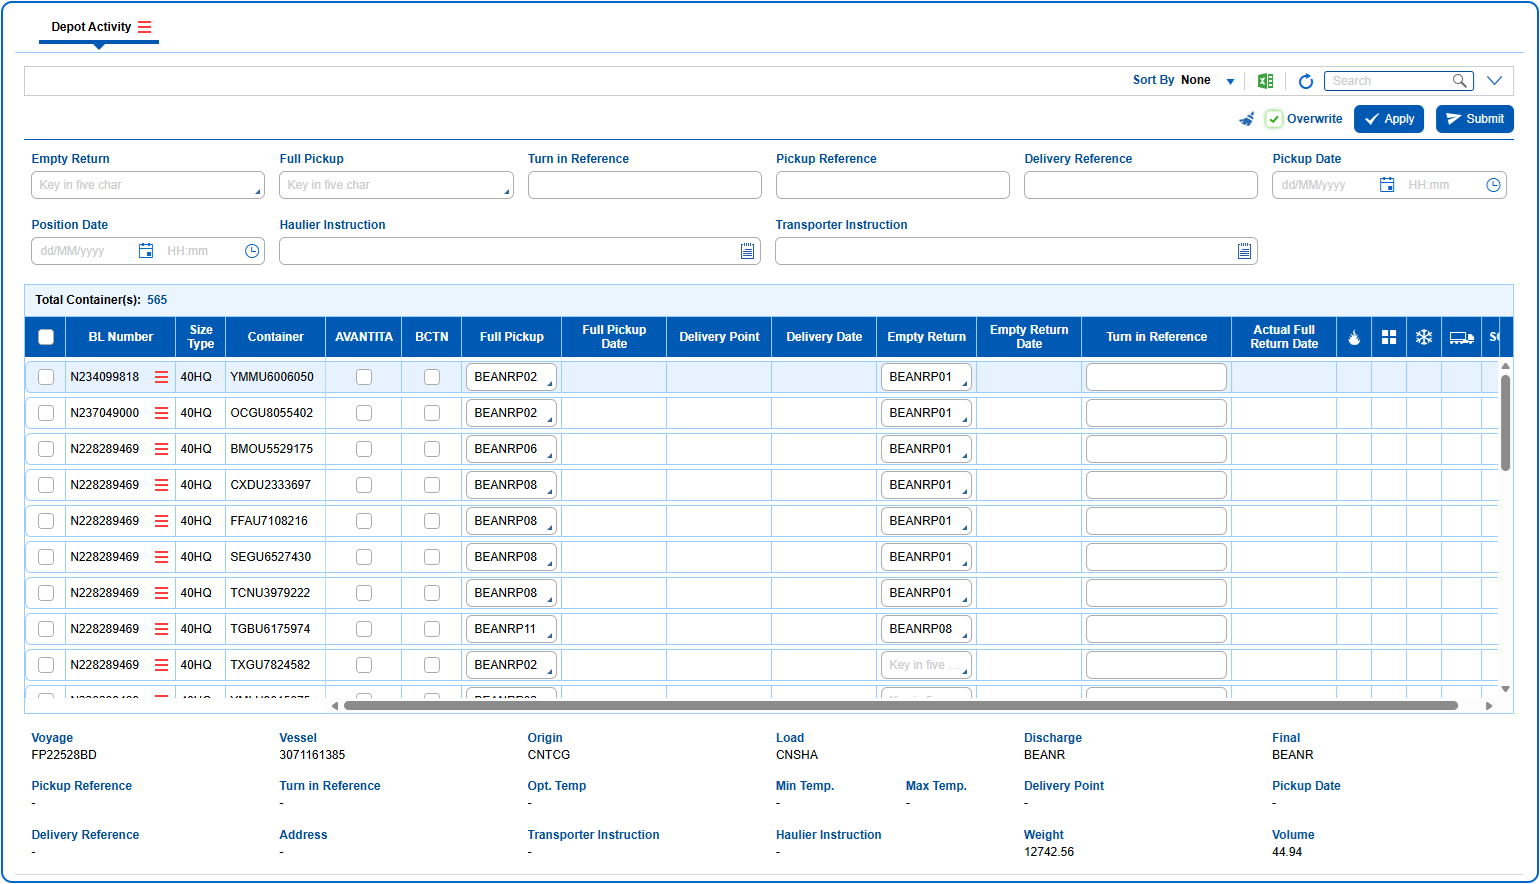 Depot Activity
Sort By None Search
Overwrite Apply Submit
Empty Return Full Pickup Turn in Reference Pickup Reference Delivery Reference Pickup Date
Key in five char Key in five char dd/MM/yyyy HH:mm
Position Date Haulier Instruction Transporter Instruction
dd/MM/yyyy HH:mm
Total Container(s): 565
BL Number Size Type Container AVANTITA BCTN Full Pickup Full Pickup Date Delivery Point Delivery Date Empty Return Empty Return Date Turn in Reference Actual Full Return Date
N234099818 40HQ YMMU6006050 BEANRP02 BEANRP01
N237049000 40HQ OCGU8055402 BEANRP02 BEANRP01
N228289469 40HQ BMOU5529175 BEANRP06 BEANRP01
N228289469 40HQ CXDU2333697 BEANRP08 BEANRP01
N228289469 40HQ FFAU7108216 BEANRP08 BEANRP01
N228289469 40HQ SEGU6527430 BEANRP08 BEANRP01
N228289469 40HQ TCNU3979222 BEANRP08 BEANRP01
N228289469 40HQ TGBU6175974 BEANRP11 BEANRP08
N228289469 40HQ TXGU7824582 BEANRP02 Key in five ...
Voyage Vessel Origin Load Discharge Final
FP22528BD 3071161385 CNTCG CNSHA BEANR BEANR
Pickup Reference Turn in Reference Opt. Temp Min Temp. Max Temp. Delivery Point Pickup Date
- - - - - - -
Delivery Reference Address Transporter Instruction Haulier Instruction Weight Volume
- - - - 12742.56 44.94